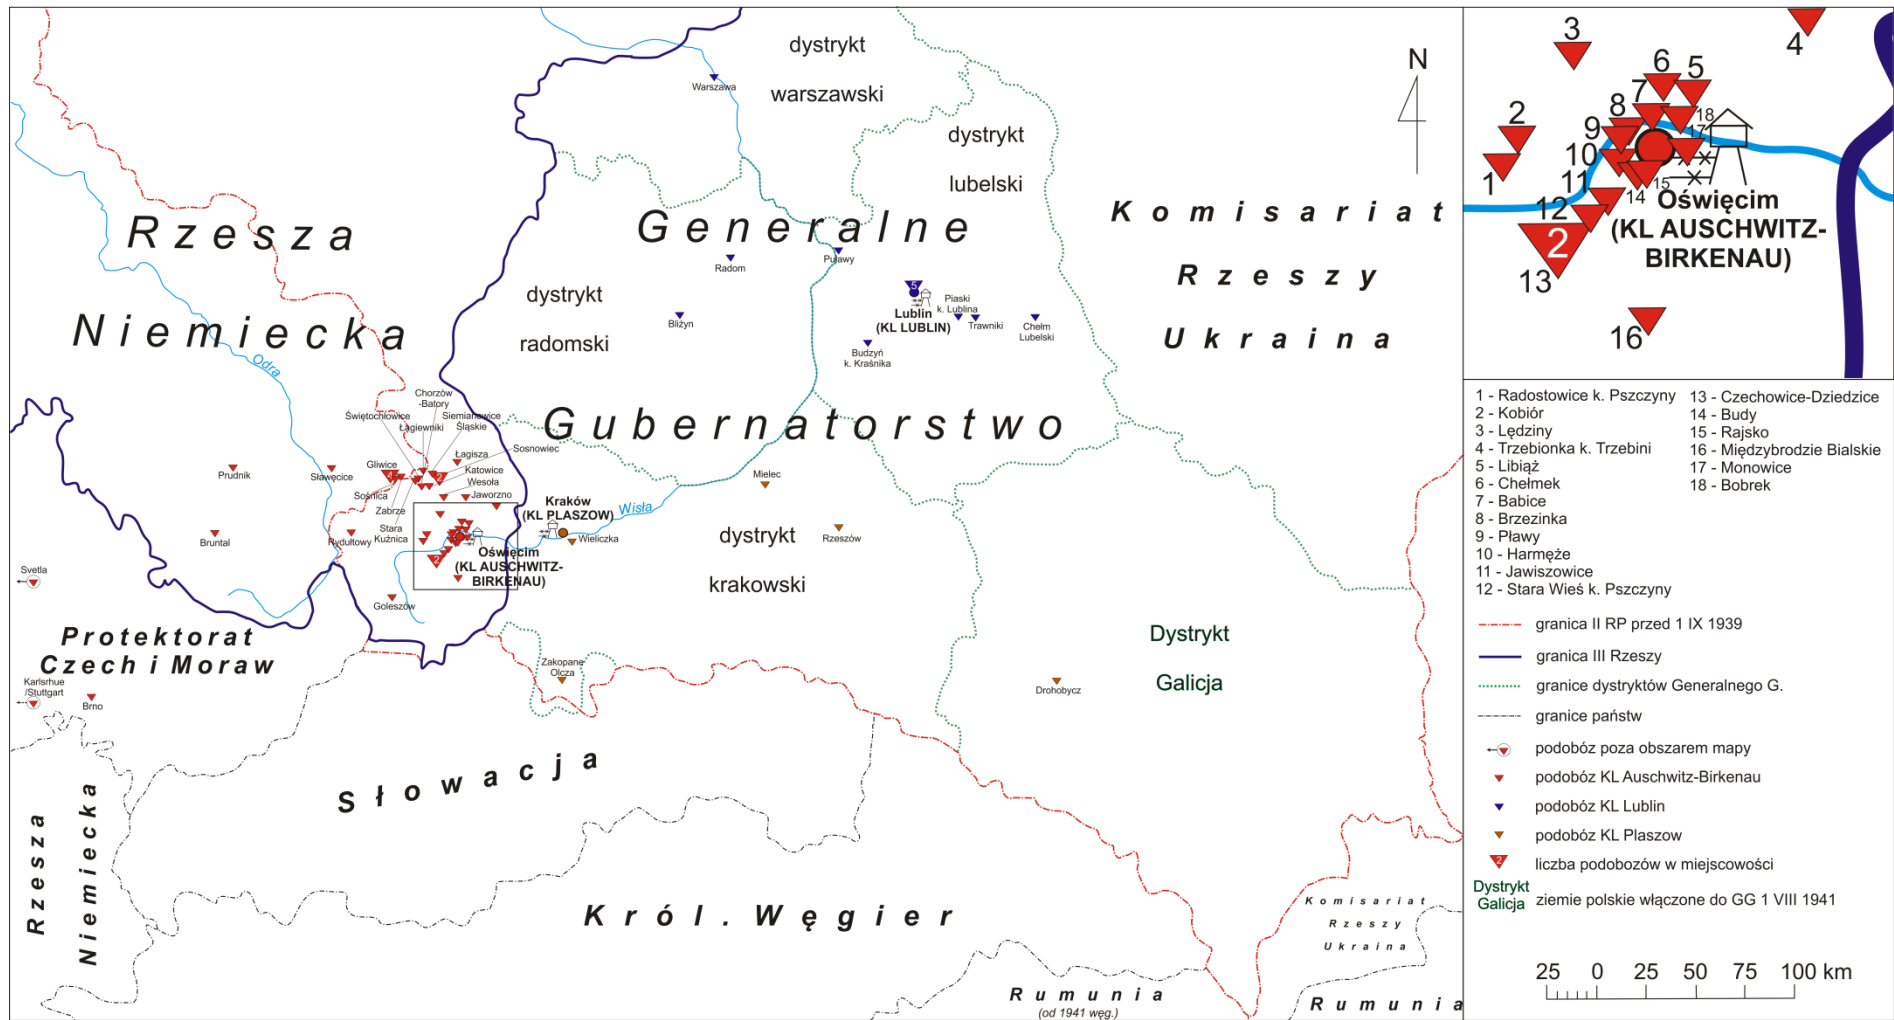 dystrykt
warszawski
Warszawa
dystrykt
lubelski
N
Rzesza
Niemiecka
Generalne
Gubernatorstwo
Komisariat
Rzeszy
Ukraina
Odra
dystrykt
radomski
Radom
Puławy
Bliżyn
5
Lublin
(KL LUBLIN)
Piaski
k. Lublina
Trawniki
Chełm
Lubelski
Budzyń
k. Kraśnika
Chorzów
-Batory
Świętochłowice
Siemianowice
Śląskie
Łagiewniki
Sosnowiec
Łagisza
Gliwice
4
2
Katowice
Wesoła
Sławęcice
Prudnik
Sośnica
Jaworzno
Zabrze
Stara
Kuźnica
Rydułtowy
Bruntal
Kraków
(KL PLASZOW)
Wisła
Wieliczka
Mielec
Rzeszów
dystrykt
krakowski
Oświęcim
(KL AUSCHWITZ-
BIRKENAU)
2
Goleszów
Svetla
Protektorat
Czech i Moraw
Karlsrhue
/Stuttgart
Brno
Zakopane
Olcza
Drohobycz
Dystrykt
Galicja
Słowacja
Rzesza
Niemiecka
Król. Węgier
Rumunia
(od 1941 węg.)
Komisariat
Rzeszy
Ukraina
Rumunia
3
4
6
5
7
8
18
2
9
17
10
1
11
15
14
12
Oświęcim
(KL AUSCHWITZ-
BIRKENAU)
2
13
16
1 - Radostowice k. Pszczyny
2 - Kobiór
3 - Lędziny
4 - Trzebionka k. Trzebini
5 - Libiąż
6 - Chełmek
7 - Babice
8 - Brzezinka
9 - Pławy
10 - Harmęże
11 - Jawiszowice
12 - Stara Wieś k. Pszczyny
13 - Czechowice-Dziedzice
14 - Budy
15 - Rajsko
16 - Międzybrodzie Bialskie
17 - Monowice
18 - Bobrek
granica II RP przed 1 IX 1939
granica III Rzeszy
granice dystryktów Generalnego G.
granice państw
podobóz poza obszarem mapy
podobóz KL Auschwitz-Birkenau
podobóz KL Lublin
podobóz KL Plaszow
2
liczba podobozów w miejscowości
Dystrykt
Galicja
ziemie polskie włączone do GG 1 VIII 1941
25 0 25 50 75 100 km